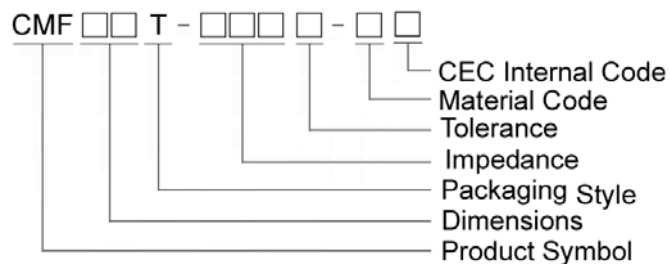 CMF□□ T - □□□ □ - □ □
CEC Internal Code
Material Code
Tolerance
Impedance
Packaging Style
Dimensions
Product Symbol